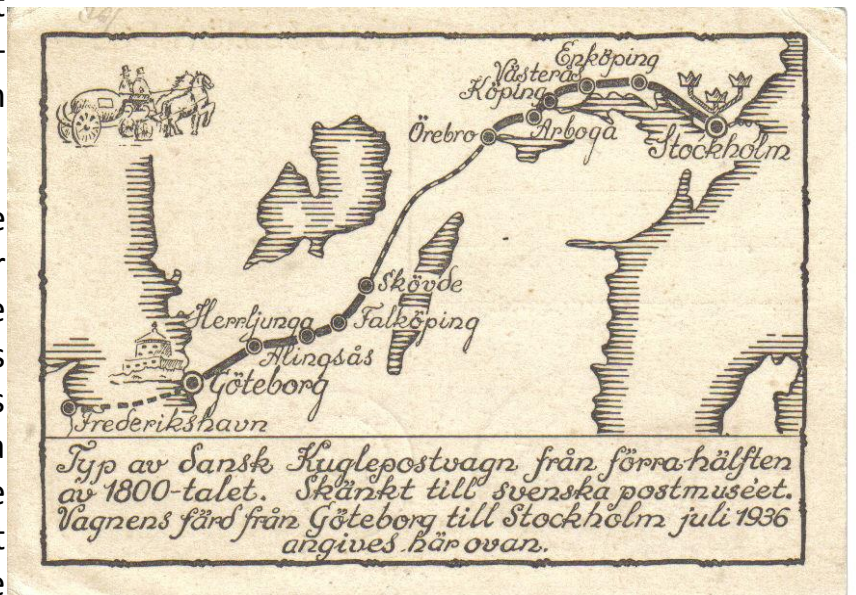 Enköping
Västerås
Köping
Örebro
Arboga
Stockholm
Skövde
Herrljunga
Falköping
Alingsås
Göteborg
Frederikshavn
Typ av dansk Kuglepostvagn från förra hälften
av 1800-talet. Skänkt till svenska postmuséet.
Vagnens färd från Göteborg till Stockholm juli 1936
angives här ovan.